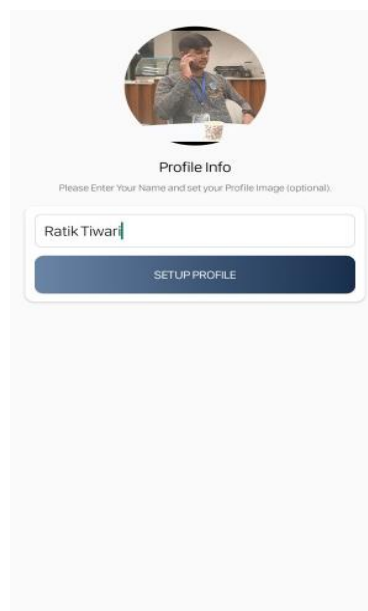 Profile Info
Please Enter Your Name and set your Profile Image (optional).
Ratik Tiwari
SETUP PROFILE